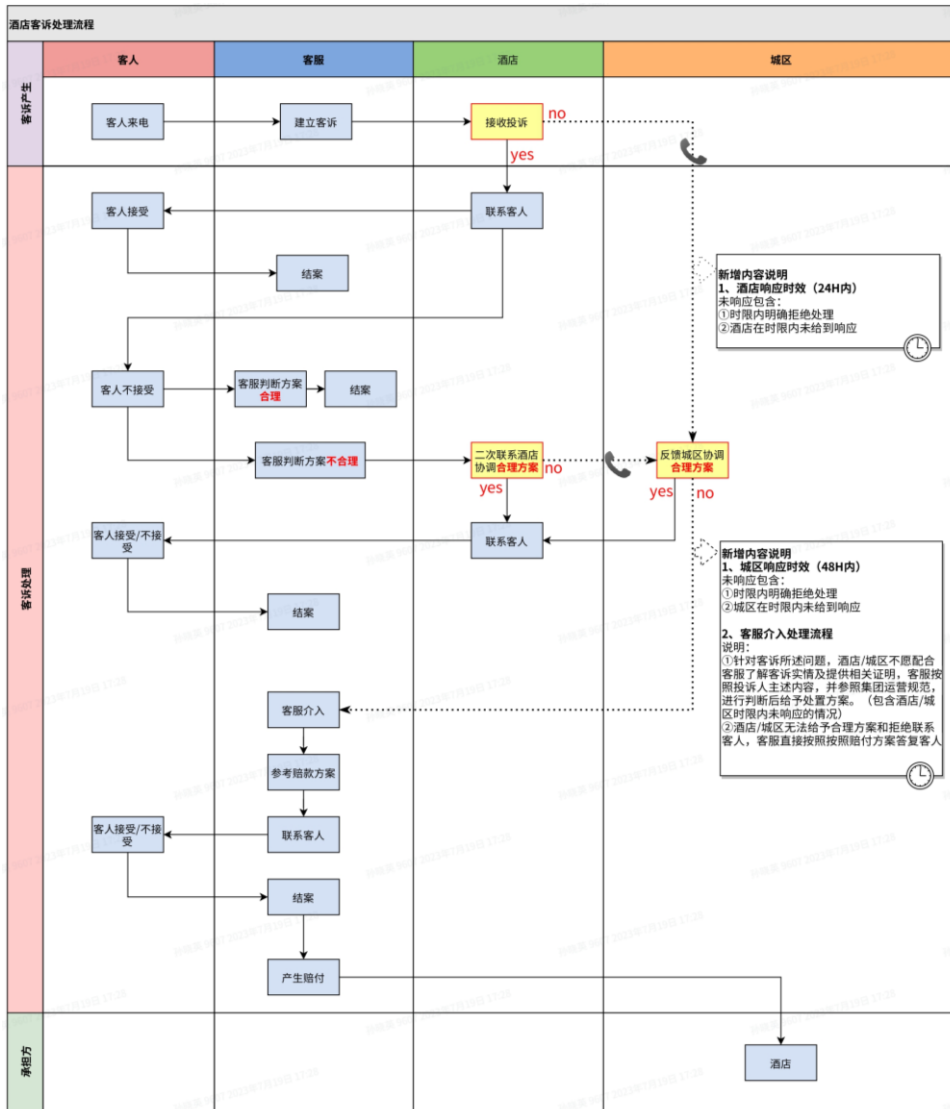 酒店客诉处理流程
客人
客服
酒店
城区
客诉产生
客人来电
建立客诉
接收投诉
no
yes
客诉处理
客人接受
联系客人
结案
新增内容说明
1、酒店响应时效（24H内）
未响应包含：
①时限内明确拒绝处理
②酒店在时限内未给到响应
客人不接受
客服判断方案
合理
结案
客服判断方案不合理
二次联系酒店
协调合理方案
no
反馈城区协调
合理方案
yes
yes
no
客人接受/不接
受
联系客人
结案
新增内容说明
1、城区响应时效（48H内）
未响应包含：
①时限内明确拒绝处理
②城区在时限内未给到响应
2、客服介入处理流程
说明：
①针对客诉所述问题，酒店/城区不愿配合
客服了解客诉实情及提供相关证明，客服按
照投诉人主述内容，并参照集团运营规范，
进行判断后给予处置方案。（包含酒店/城
区时限内未响应的情况）
②酒店/城区无法给予合理方案和拒绝联系
客人，客服直接按照按照赔付方案答复客人
客服介入
参考赔款方案
客人接受/不接
受
联系客人
结案
产生赔付
承担方
酒店